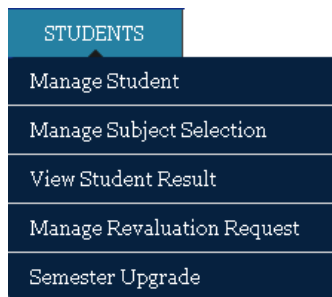 STUDENTS
Manage Student
Manage Subject Selection
View Student Result
Manage Revaluation Request
Semester Upgrade